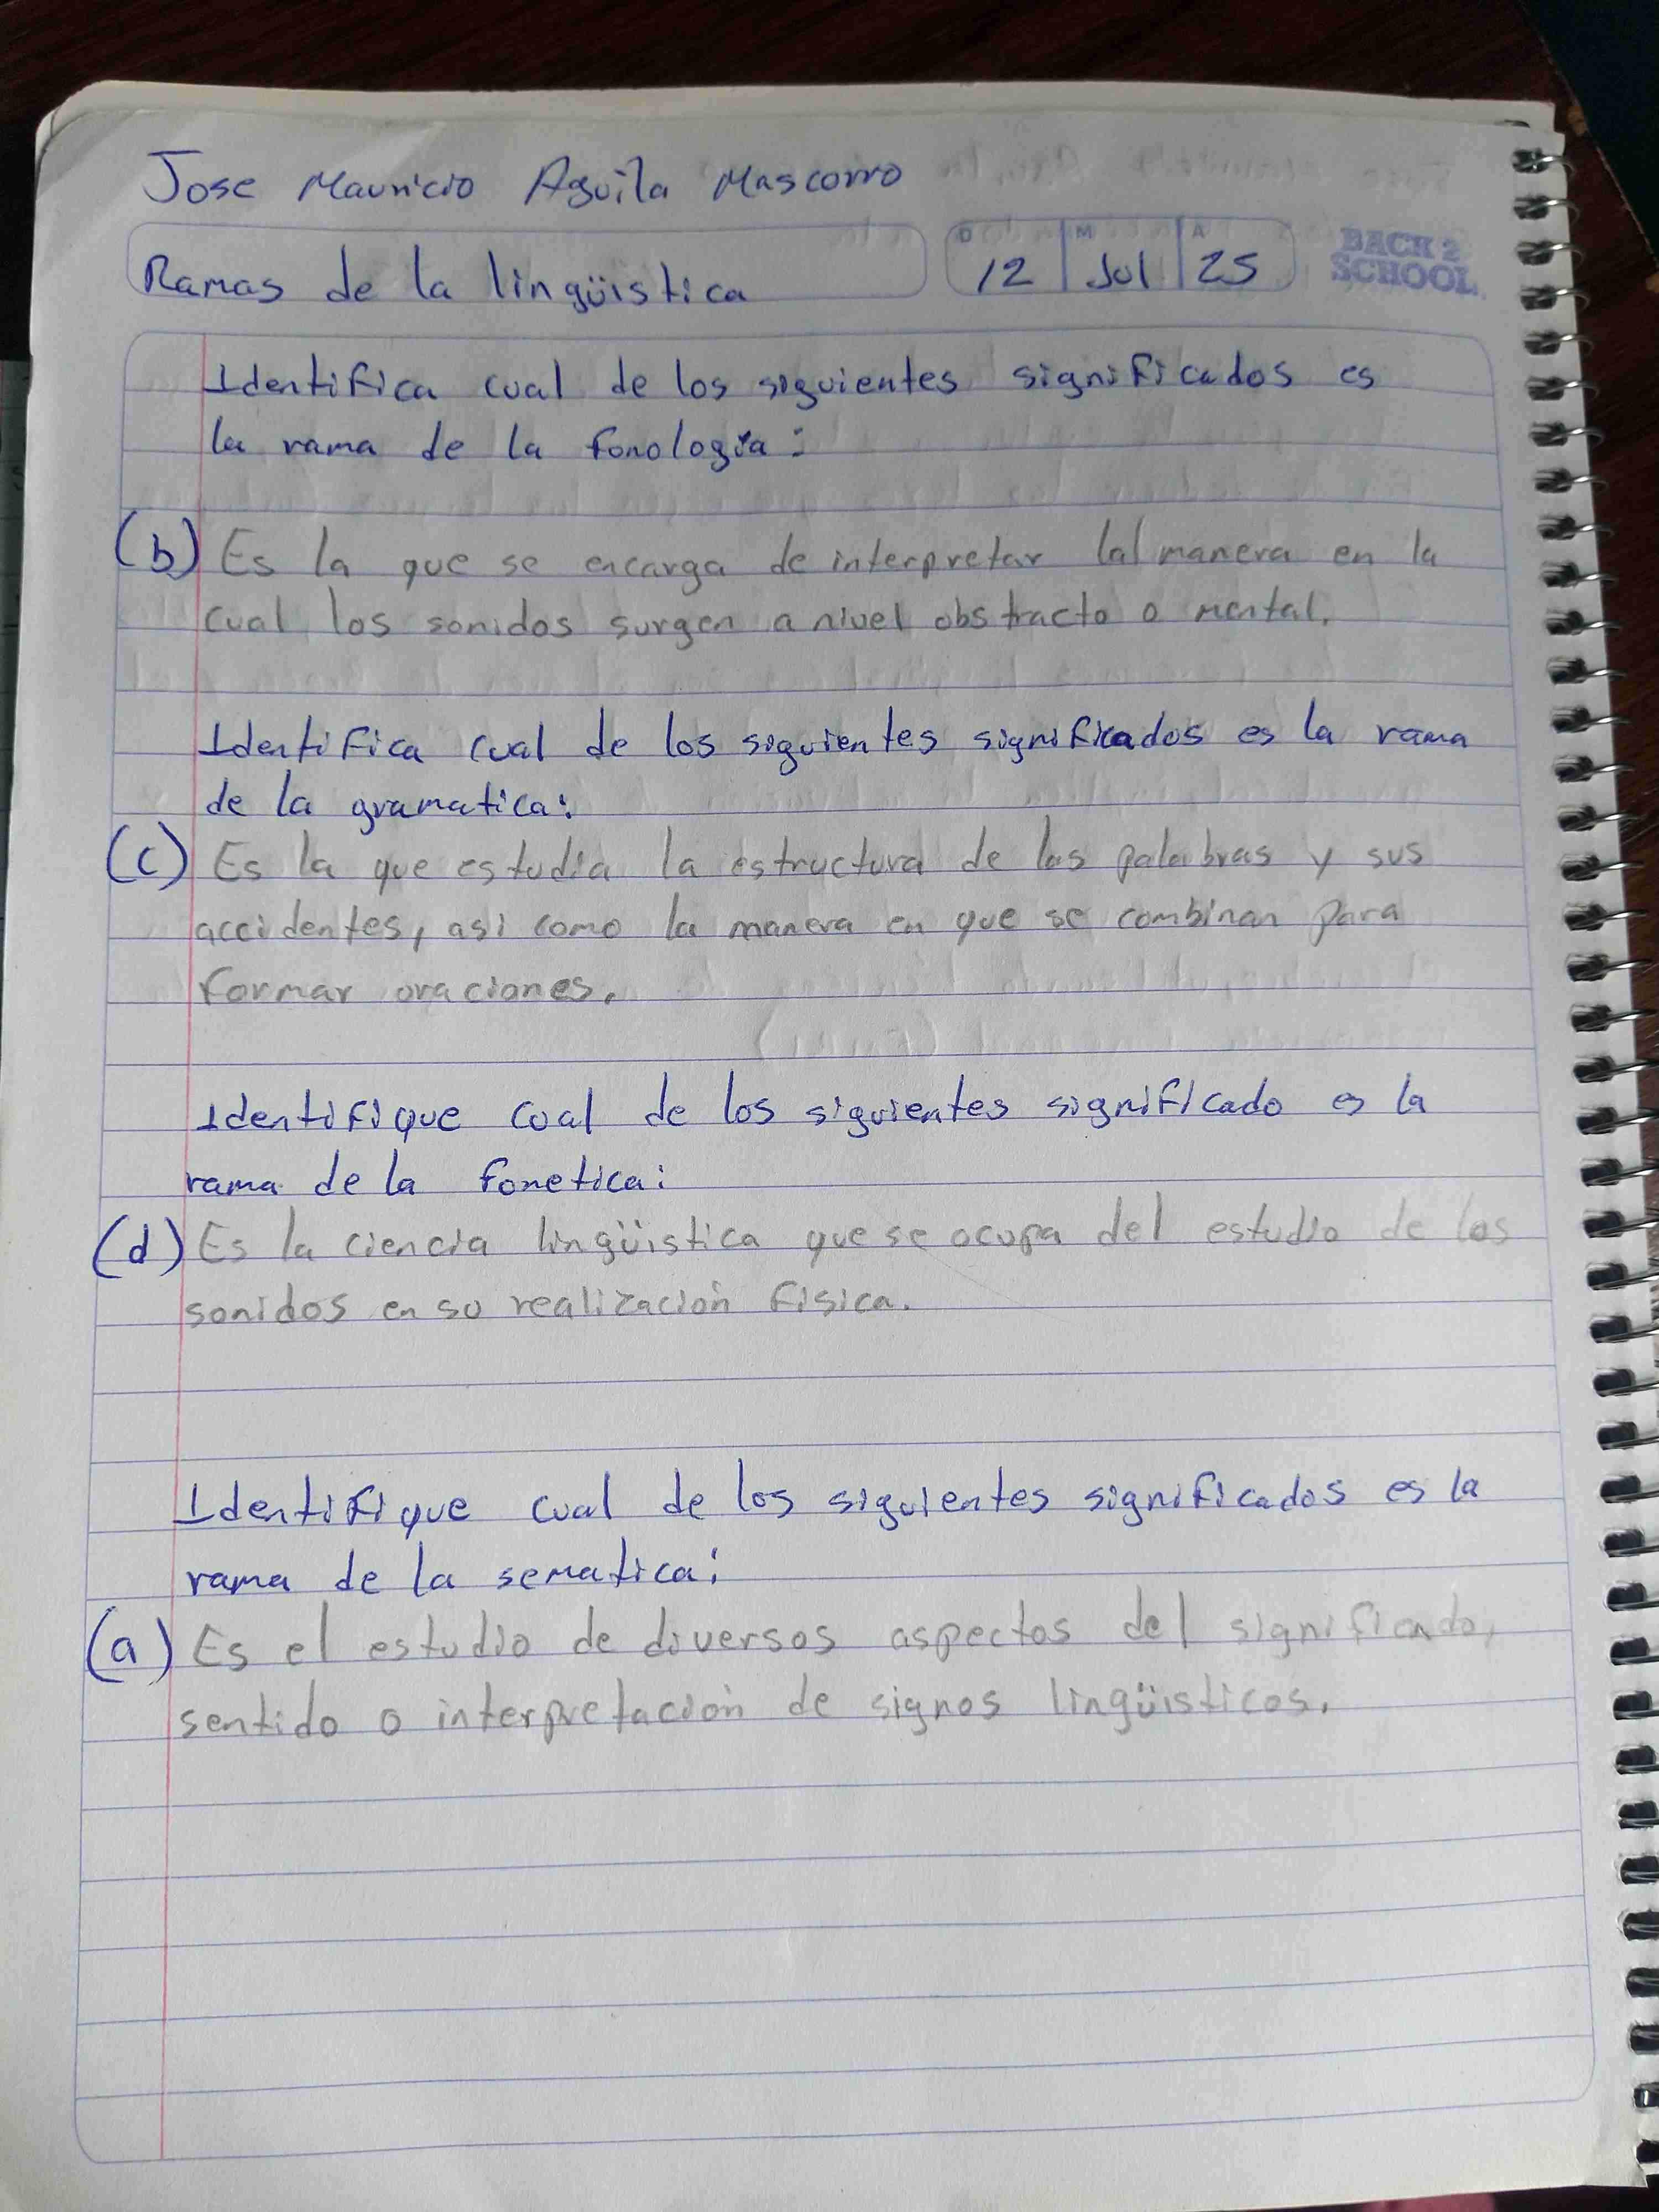 Jose Mauricio Aguila Mascorro
Ramas de la lingüistica
D M A
12 Jul 25
BACK 2
SCHOOL
Identifica cual de los siguientes significados es
la rama de la fonología:
(b) Es la que se encarga de interpretar lal manera en la
cual los sonidos surgen a nivel obstracto o mental.
Identifica cual de los siguientes significados es la rama
de la gramatica:
(c) Es la que estudia la estructura de las palabras y sus
accidentes, asi como la manera en que se combinan para
formar oraciones.
Identifique cual de los siguientes significado es la
rama de la fonetica:
(d) Es la ciencia lingüistica que se ocupa del estudio de los
sonidos en su realización fisica.
Identifique cual de los siguientes significados es la
rama de la sematica:
(a) Es el estudio de diversos aspectos del significado,
sentido o interpretación de signos lingüisticos.